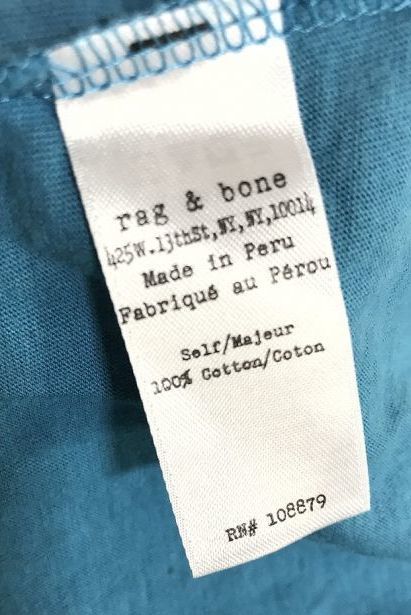 rag & bone
425W.13thSt,NY,NY,10014
Made in Peru
Fabriqué au Pérou
Self/Majeur
100% Cotton/Coton
RN# 108879